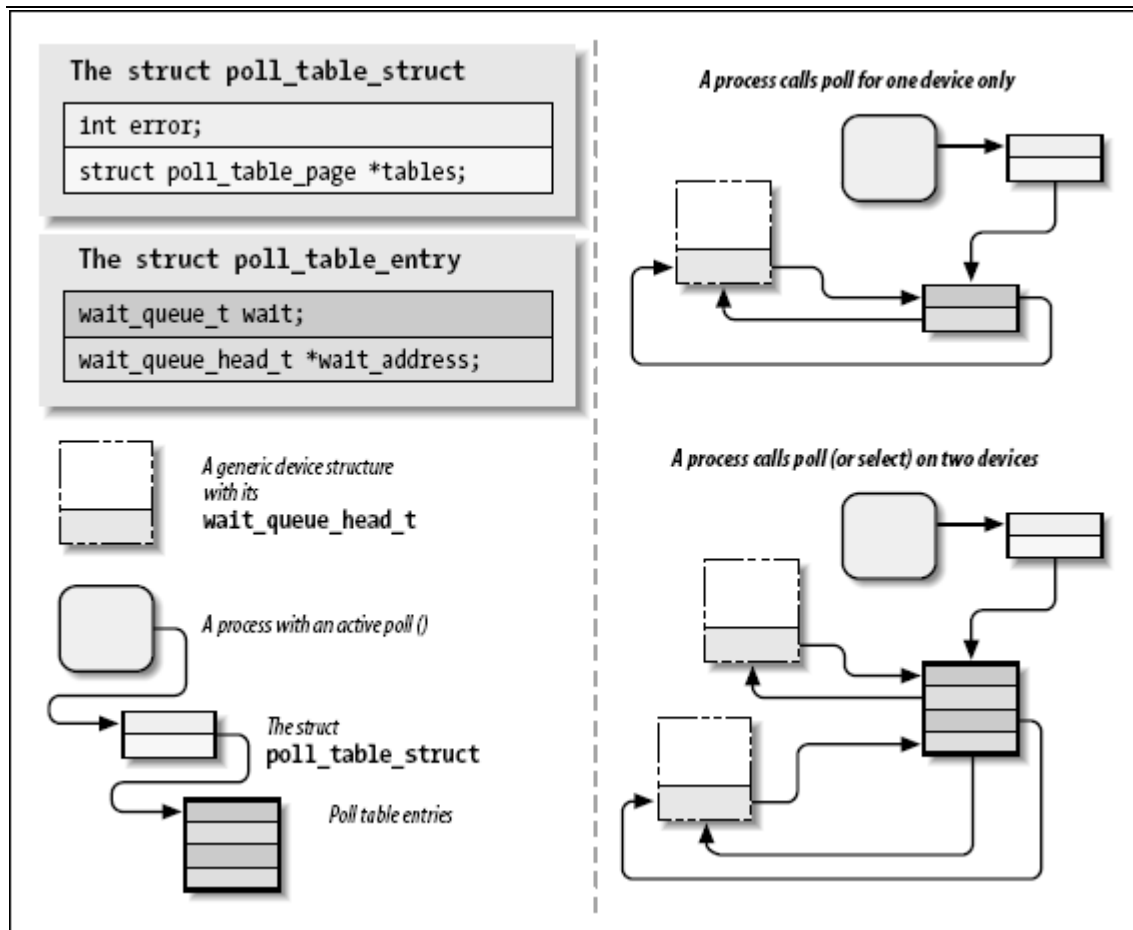 The struct poll_table_struct
int error;
struct poll_table_page *tables;
The struct poll_table_entry
wait_queue_t wait;
wait_queue_head_t *wait_address;
A generic device structure
with its
wait_queue_head_t
A process with an active poll ()
The struct
poll_table_struct
Poll table entries
A process calls poll for one device only
A process calls poll (or select) on two devices